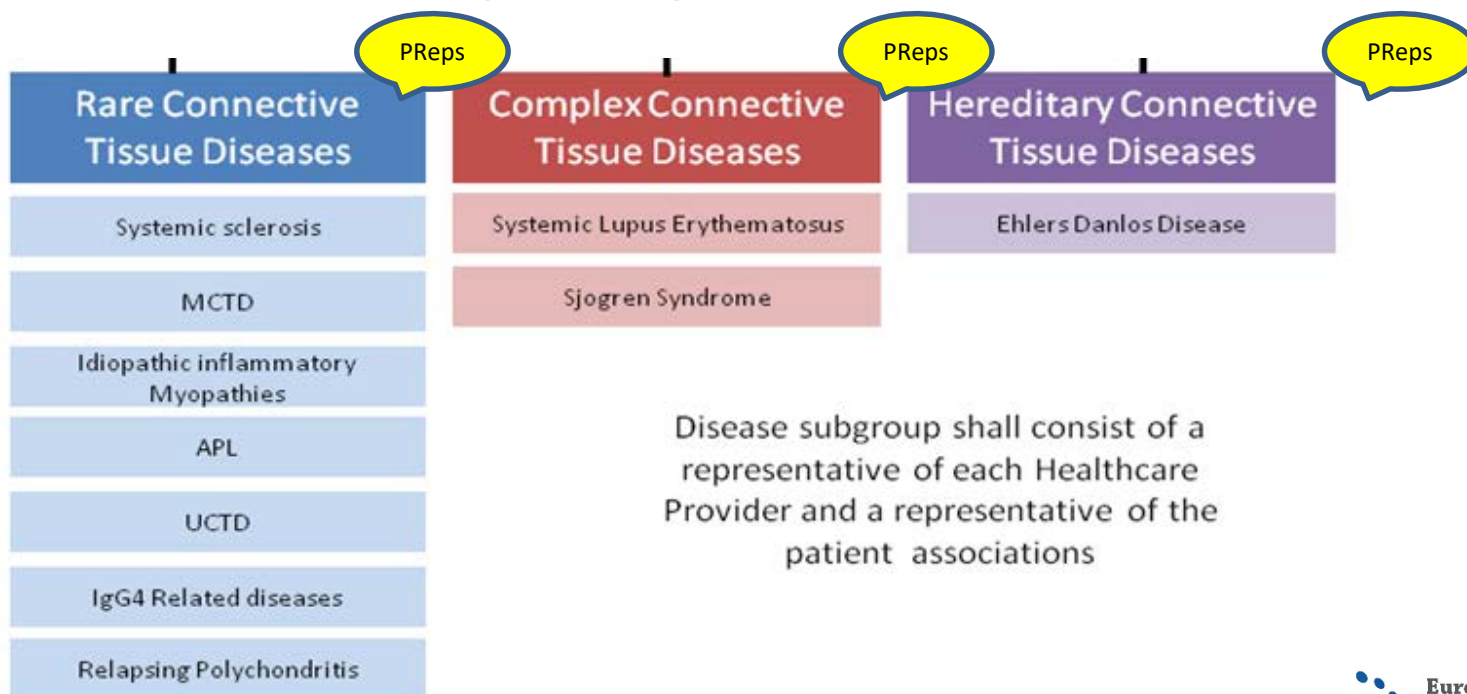 PReps
PReps
PReps
Rare Connective
Tissue Diseases
Systemic sclerosis
MCTD
Idiopathic inflammatory
Myopathies
APL
UCTD
IgG4 Related diseases
Relapsing Polychondritis
Complex Connective
Tissue Diseases
Systemic Lupus Erythematosus
Sjogren Syndrome
Hereditary Connective
Tissue Diseases
Ehlers Danlos Disease
Disease subgroup shall consist of a
representative of each Healthcare
Provider and a representative of the
patient associations